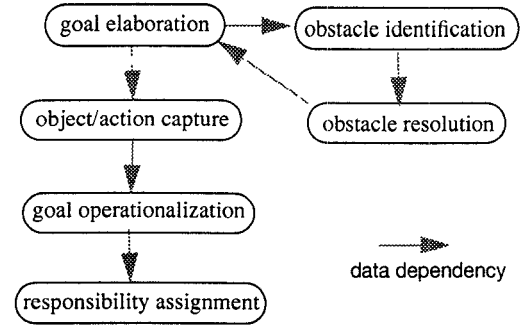 goal elaboration
obstacle identification
object/action capture
obstacle resolution
goal operationalization
data dependency
responsibility assignment